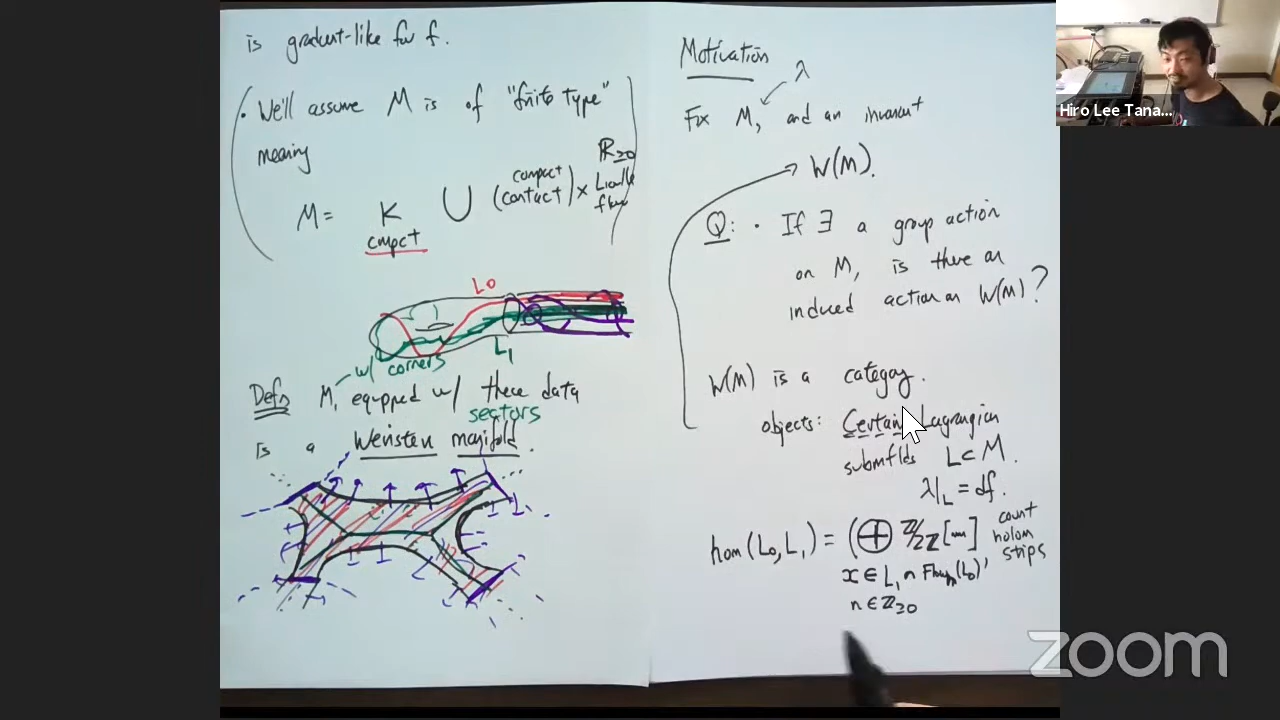 is gradient-like for f.
• We'll assume M is of "finite type"
meaning
M = K ∪ (compact contact) × R≥0 Liouville flow
cmpct
L0
L1
w/ corners
Defn M, equipped w/ these data
sectors
is a Weinstein manifold.
Motivation
λ
Fix M, and an invariant
W(M).
Q: • If ∃ a group action
on M, is there an
induced action on W(M)?
W(M) is a category.
objects: Certain Lagrangian
submflds L⊂M.
λ|L = df.
hom(L0,L1) = (⊕ Z/2Z[~], count holom strips
x ∈ L1 ∩ Flow_n(L0)
n ∈ Z≥0
Hiro Lee Tana...
zoom